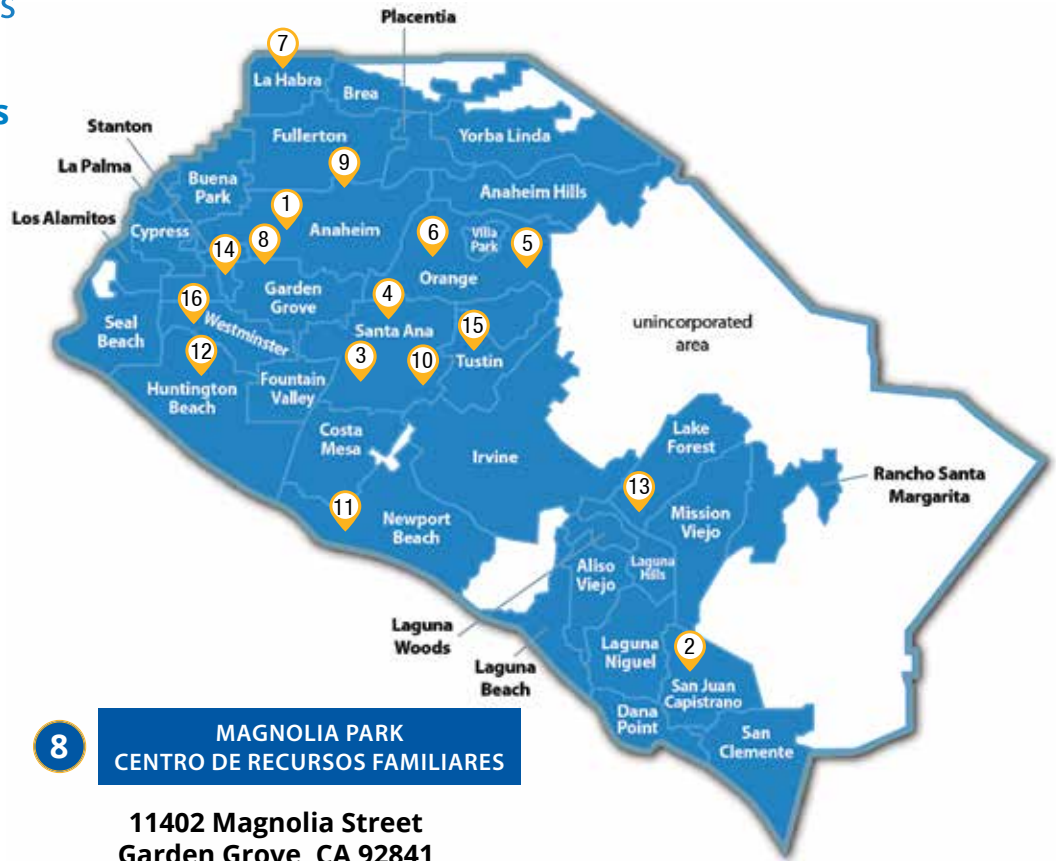 S
s
Placentia
7
La Habra
Brea
Stanton
Fullerton
Yorba Linda
La Palma
9
Buena
Park
Anaheim Hills
1
Los Alamitos
Cypress
Anaheim
6
Villa
Park
5
8
14
Orange
Garden
Grove
4
16
Seal
Beach
Westminster
Santa Ana
15
unincorporated
area
12
3
10
Tustin
Huntington
Beach
Fountain
Valley
Costa
Mesa
Irvine
Lake
Forest
13
Rancho Santa
Margarita
11
Newport
Beach
Mission
Viejo
Aliso
Viejo
Laguna
Hills
Laguna
Woods
Laguna
Beach
Laguna
Niguel
2
San Juan
Capistrano
Dana
Point
San
Clemente
8
MAGNOLIA PARK
CENTRO DE RECURSOS FAMILIARES
11402 Magnolia Street
Garden Grove, CA 92841